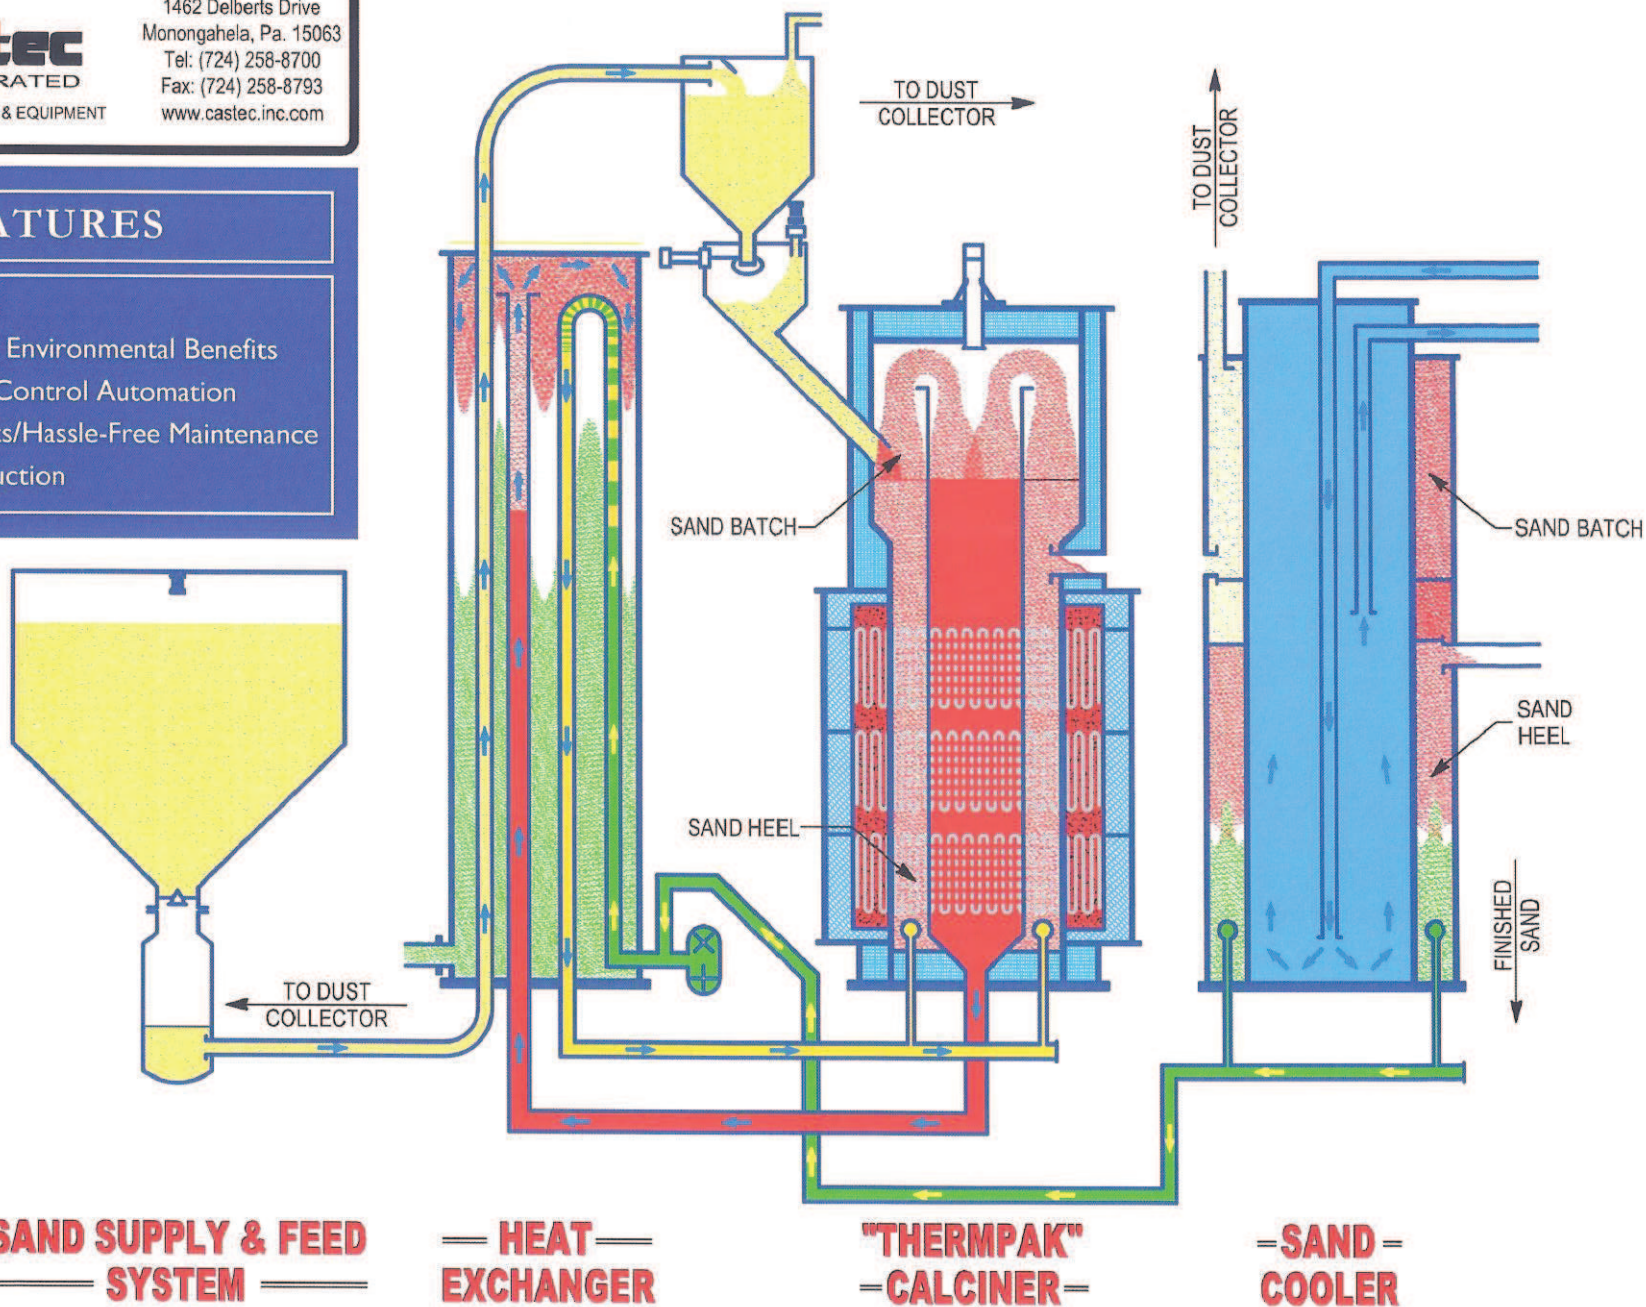 1462 Delberts Drive
Monongahela, Pa. 15063
Tel: (724) 258-8700
Fax: (724) 258-8793
www.castec.inc.com
tec
RATED
& EQUIPMENT
ATURES
Environmental Benefits
Control Automation
ts/Hassle-Free Maintenance
uction
TO DUST
COLLECTOR
TO DUST
COLLECTOR
SAND BATCH
SAND BATCH
SAND HEEL
SAND
HEEL
FINISHED
SAND
TO DUST
COLLECTOR
SAND SUPPLY & FEED
SYSTEM
HEAT
EXCHANGER
"THERMPAK"
CALCINER
SAND
COOLER